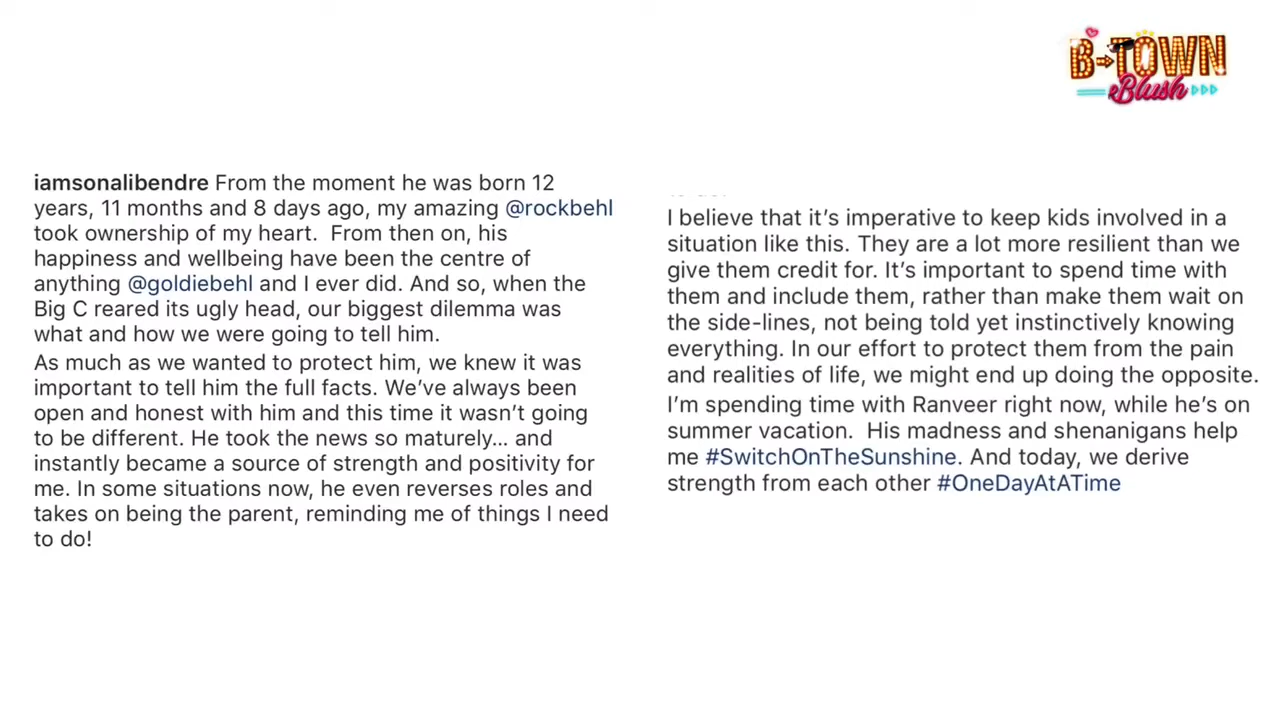 B TOWN
Blush
iamsonalibendre From the moment he was born 12
years, 11 months and 8 days ago, my amazing @rockbehl
took ownership of my heart.  From then on, his
happiness and wellbeing have been the centre of
anything @goldiebehl and I ever did. And so, when the
Big C reared its ugly head, our biggest dilemma was
what and how we were going to tell him.
As much as we wanted to protect him, we knew it was
important to tell him the full facts. We’ve always been
open and honest with him and this time it wasn’t going
to be different. He took the news so maturely... and
instantly became a source of strength and positivity for
me. In some situations now, he even reverses roles and
takes on being the parent, reminding me of things I need
to do!
I believe that it’s imperative to keep kids involved in a
situation like this. They are a lot more resilient than we
give them credit for. It’s important to spend time with
them and include them, rather than make them wait on
the side-lines, not being told yet instinctively knowing
everything. In our effort to protect them from the pain
and realities of life, we might end up doing the opposite.
I’m spending time with Ranveer right now, while he’s on
summer vacation.  His madness and shenanigans help
me #SwitchOnTheSunshine. And today, we derive
strength from each other #OneDayAtATime